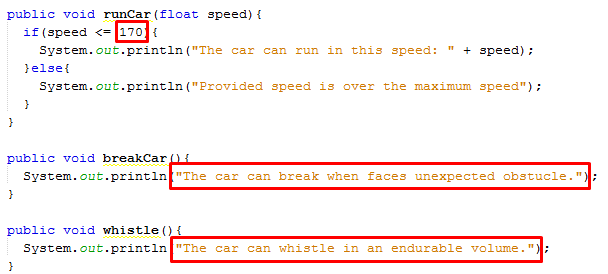 public void runCar(float speed){
if(speed <= 170){
System.out.println("The car can run in this speed: " + speed);
}else{
System.out.println("Provided speed is over the maximum speed");
}
}
public void breakCar(){
System.out.println("The car can break when faces unexpected obstucle.");
}
public void whistle(){
System.out.println("The car can whistle in an endurable volume.");
}